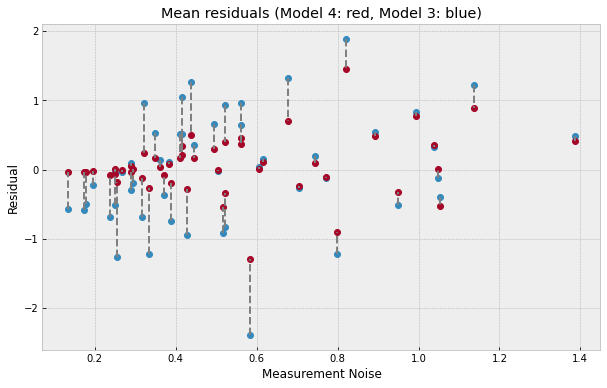 Mean residuals (Model 4: red, Model 3: blue)
2
1
0
−1
−2
Residual
0.2 0.4 0.6 0.8 1.0 1.2 1.4
Measurement Noise